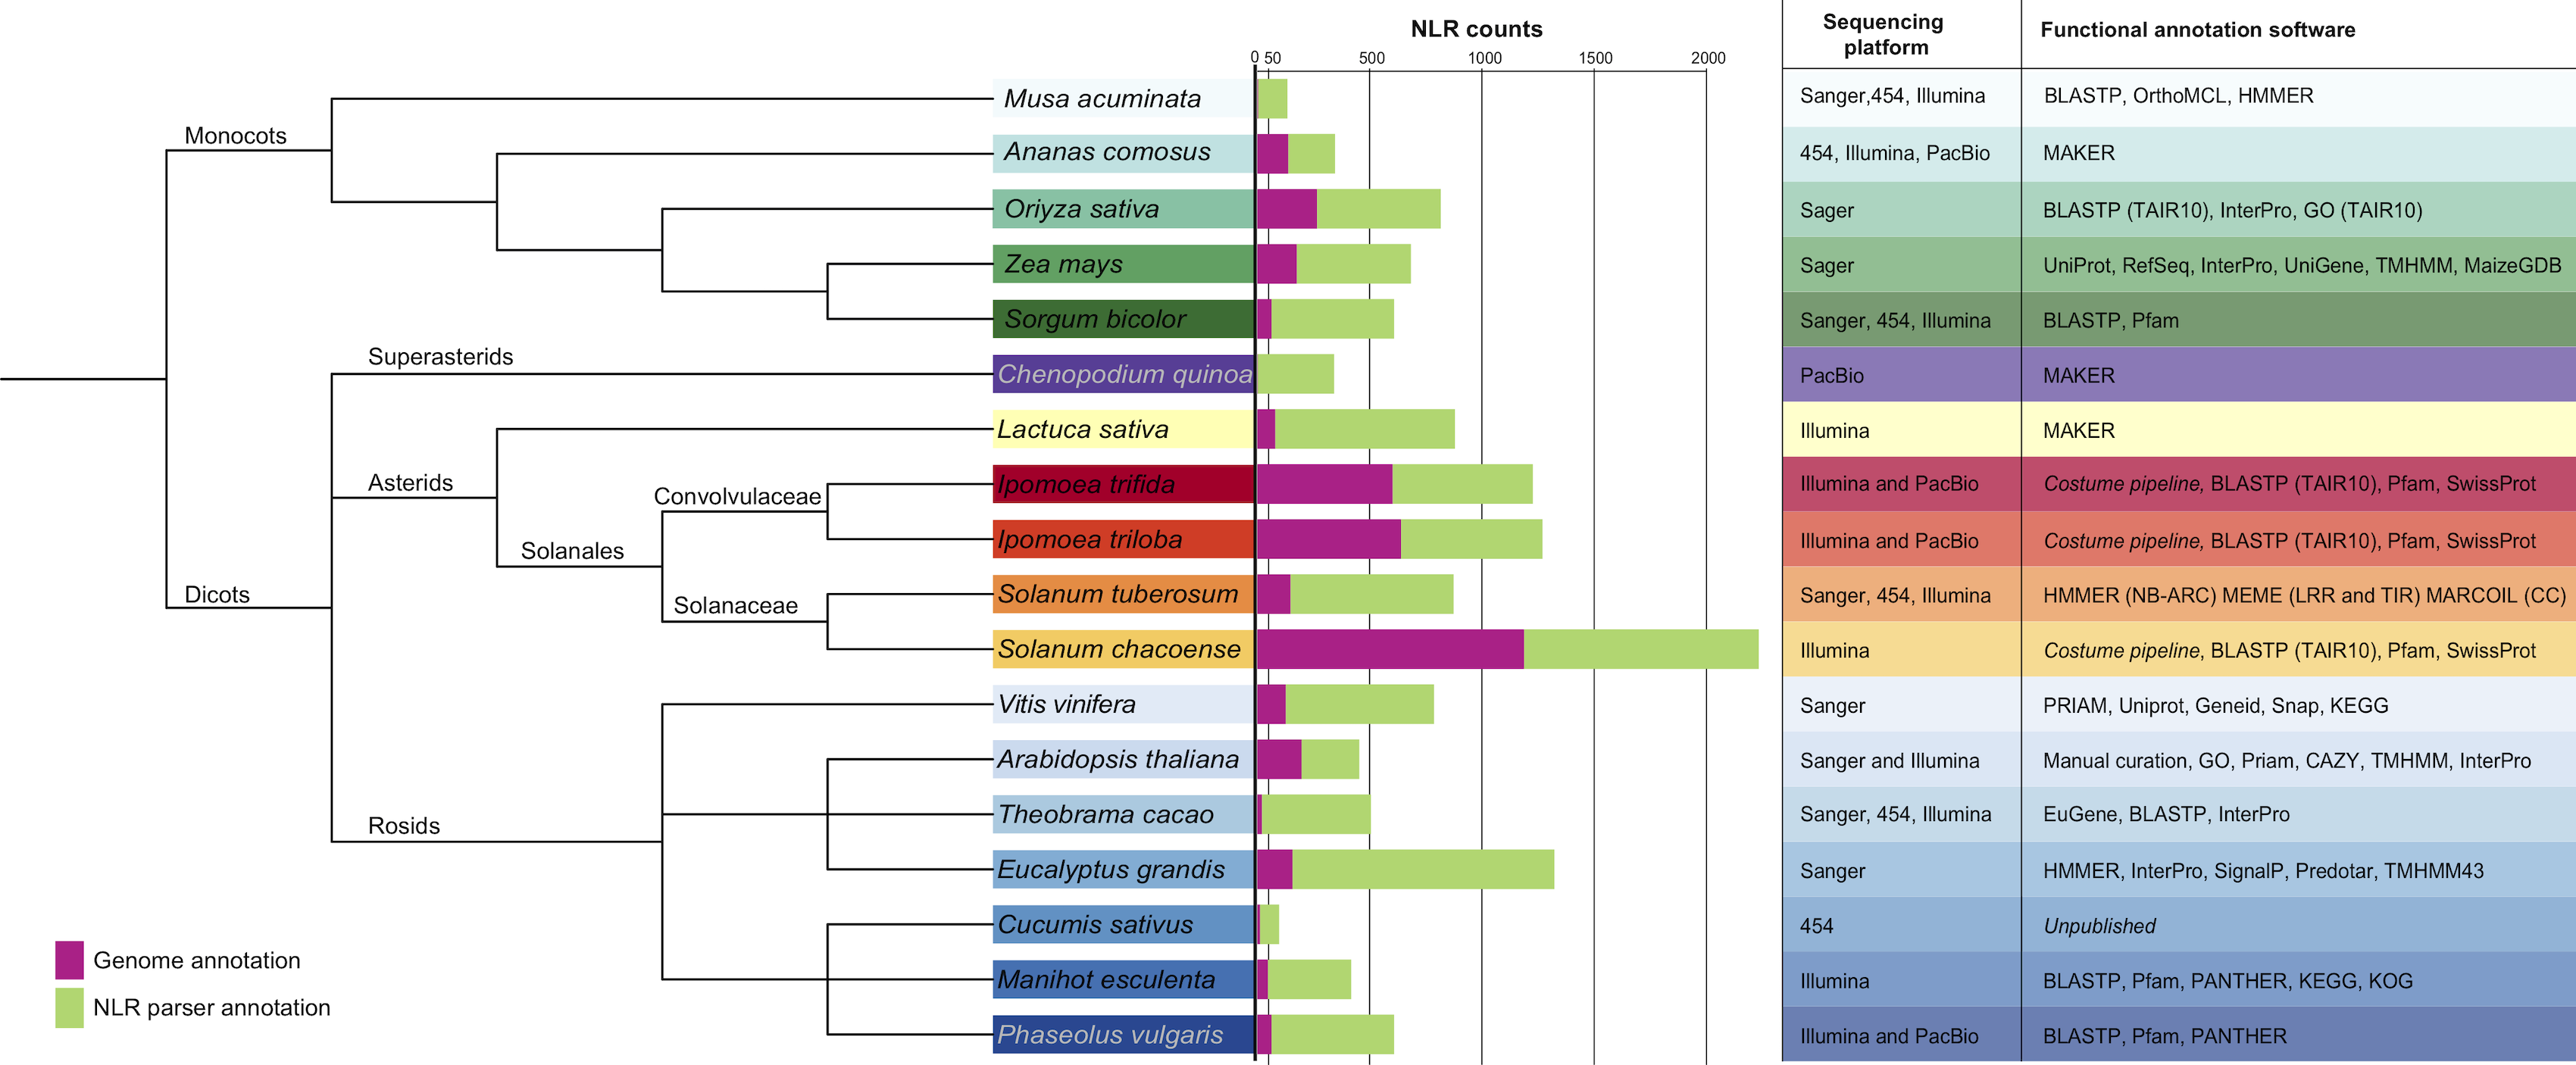 NLR counts
0 50 500 1000 1500 2000
Sequencing
platform
Functional annotation software
Monocots
Superasterids
Asterids
Convolvulaceae
Solanales
Dicots
Solanaceae
Rosids
Musa acuminata Sanger,454, Illumina BLASTP, OrthoMCL, HMMER
Ananas comosus 454, Illumina, PacBio MAKER
Oriyza sativa Sager BLASTP (TAIR10), InterPro, GO (TAIR10)
Zea mays Sager UniProt, RefSeq, InterPro, UniGene, TMHMM, MaizeGDB
Sorgum bicolor Sanger, 454, Illumina BLASTP, Pfam
Chenopodium quinoa PacBio MAKER
Lactuca sativa Illumina MAKER
Ipomoea trifida Illumina and PacBio Costume pipeline, BLASTP (TAIR10), Pfam, SwissProt
Ipomoea triloba Illumina and PacBio Costume pipeline, BLASTP (TAIR10), Pfam, SwissProt
Solanum tuberosum Sanger, 454, Illumina HMMER (NB-ARC) MEME (LRR and TIR) MARCOIL (CC)
Solanum chacoense Illumina Costume pipeline, BLASTP (TAIR10), Pfam, SwissProt
Vitis vinifera Sanger PRIAM, Uniprot, Geneid, Snap, KEGG
Arabidopsis thaliana Sanger and Illumina Manual curation, GO, Priam, CAZY, TMHMM, InterPro
Theobrama cacao Sanger, 454, Illumina EuGene, BLASTP, InterPro
Eucalyptus grandis Sanger HMMER, InterPro, SignalP, Predotar, TMHMM43
Cucumis sativus 454 Unpublished
Manihot esculenta Illumina BLASTP, Pfam, PANTHER, KEGG, KOG
Phaseolus vulgaris Illumina and PacBio BLASTP, Pfam, PANTHER
Genome annotation
NLR parser annotation